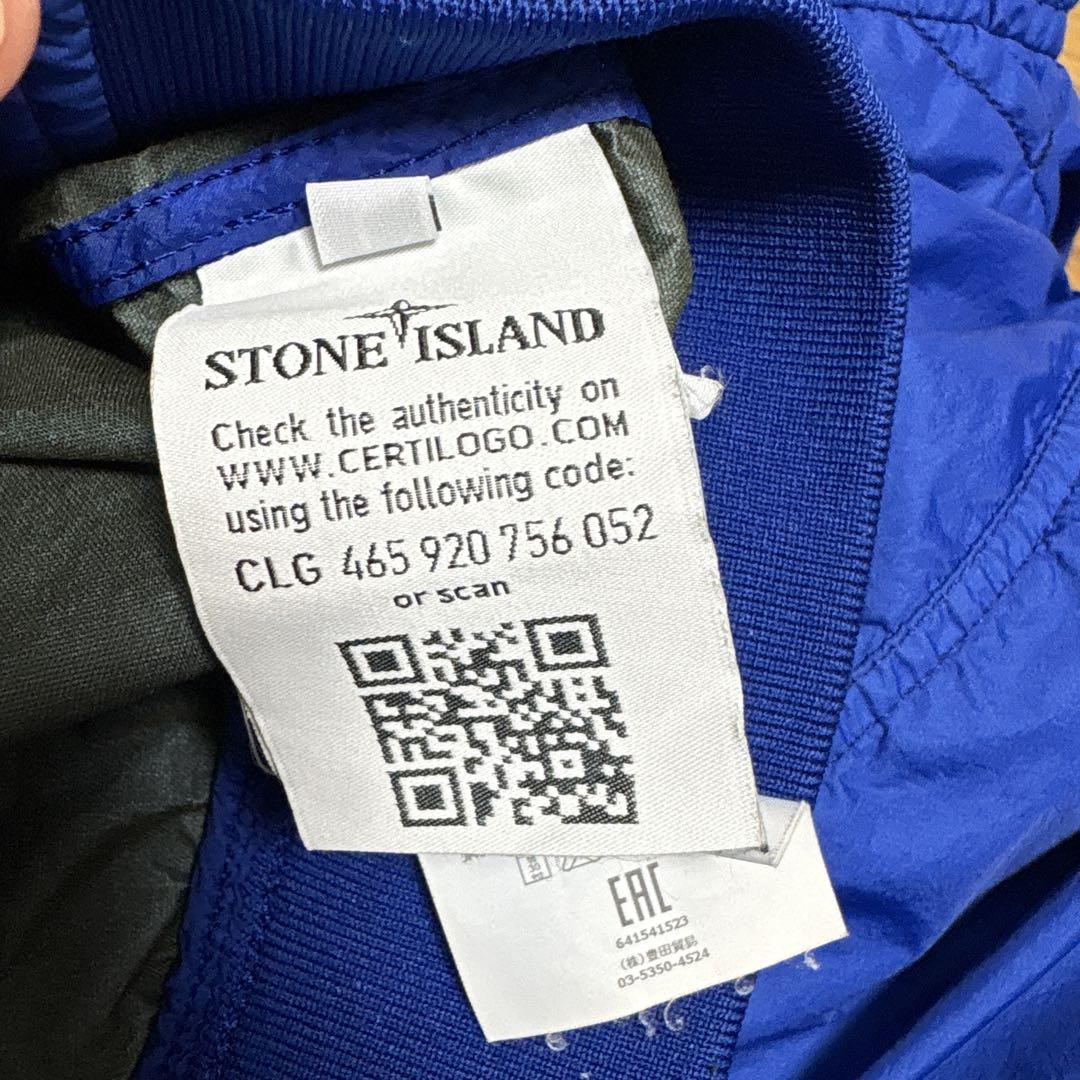 STONE ISLAND
Check the authenticity on
WWW.CERTILOGO.COM
using the following code:
CLG 465 920 756 052
or scan
EAC
641541523
(株)豊田貿易
03-5350-4524